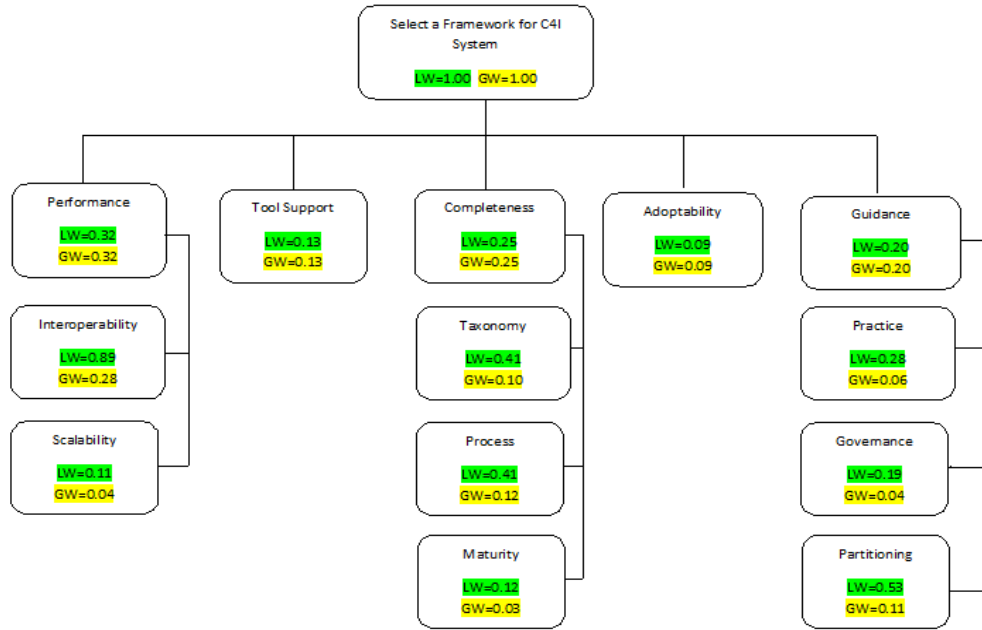 Select a Framework for C4I
System
LW=1.00 GW=1.00
Performance
LW=0.32
GW=0.32
Tool Support
LW=0.13
GW=0.13
Completeness
LW=0.25
GW=0.25
Adoptability
LW=0.09
GW=0.09
Guidance
LW=0.20
GW=0.20
Interoperability
LW=0.89
GW=0.28
Taxonomy
LW=0.41
GW=0.10
Practice
LW=0.28
GW=0.06
Scalability
LW=0.11
GW=0.04
Process
LW=0.41
GW=0.12
Governance
LW=0.19
GW=0.04
Maturity
LW=0.12
GW=0.03
Partitioning
LW=0.53
GW=0.11